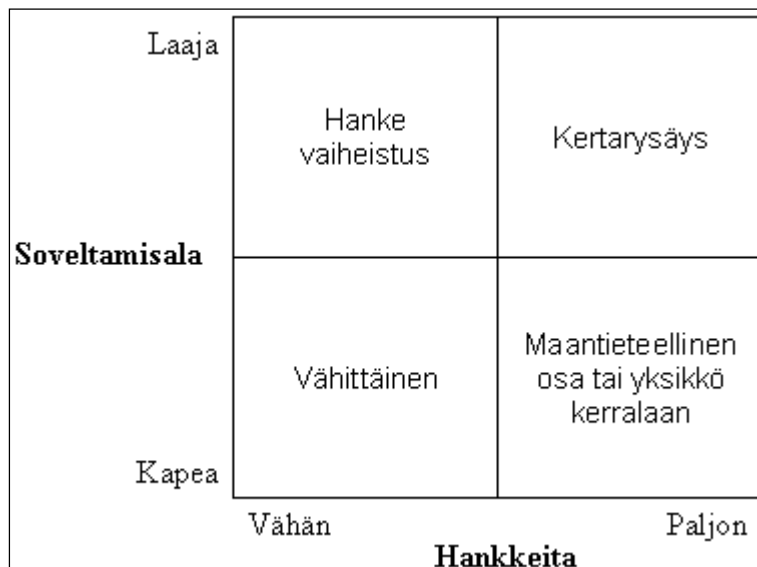 Laaja
Hanke
vaiheistus
Kertarysäys
Soveltamisala
Vähittäinen
Maantieteellinen
osa tai yksikkö
kerralaan
Kapea
Vähän
Paljon
Hankkeita